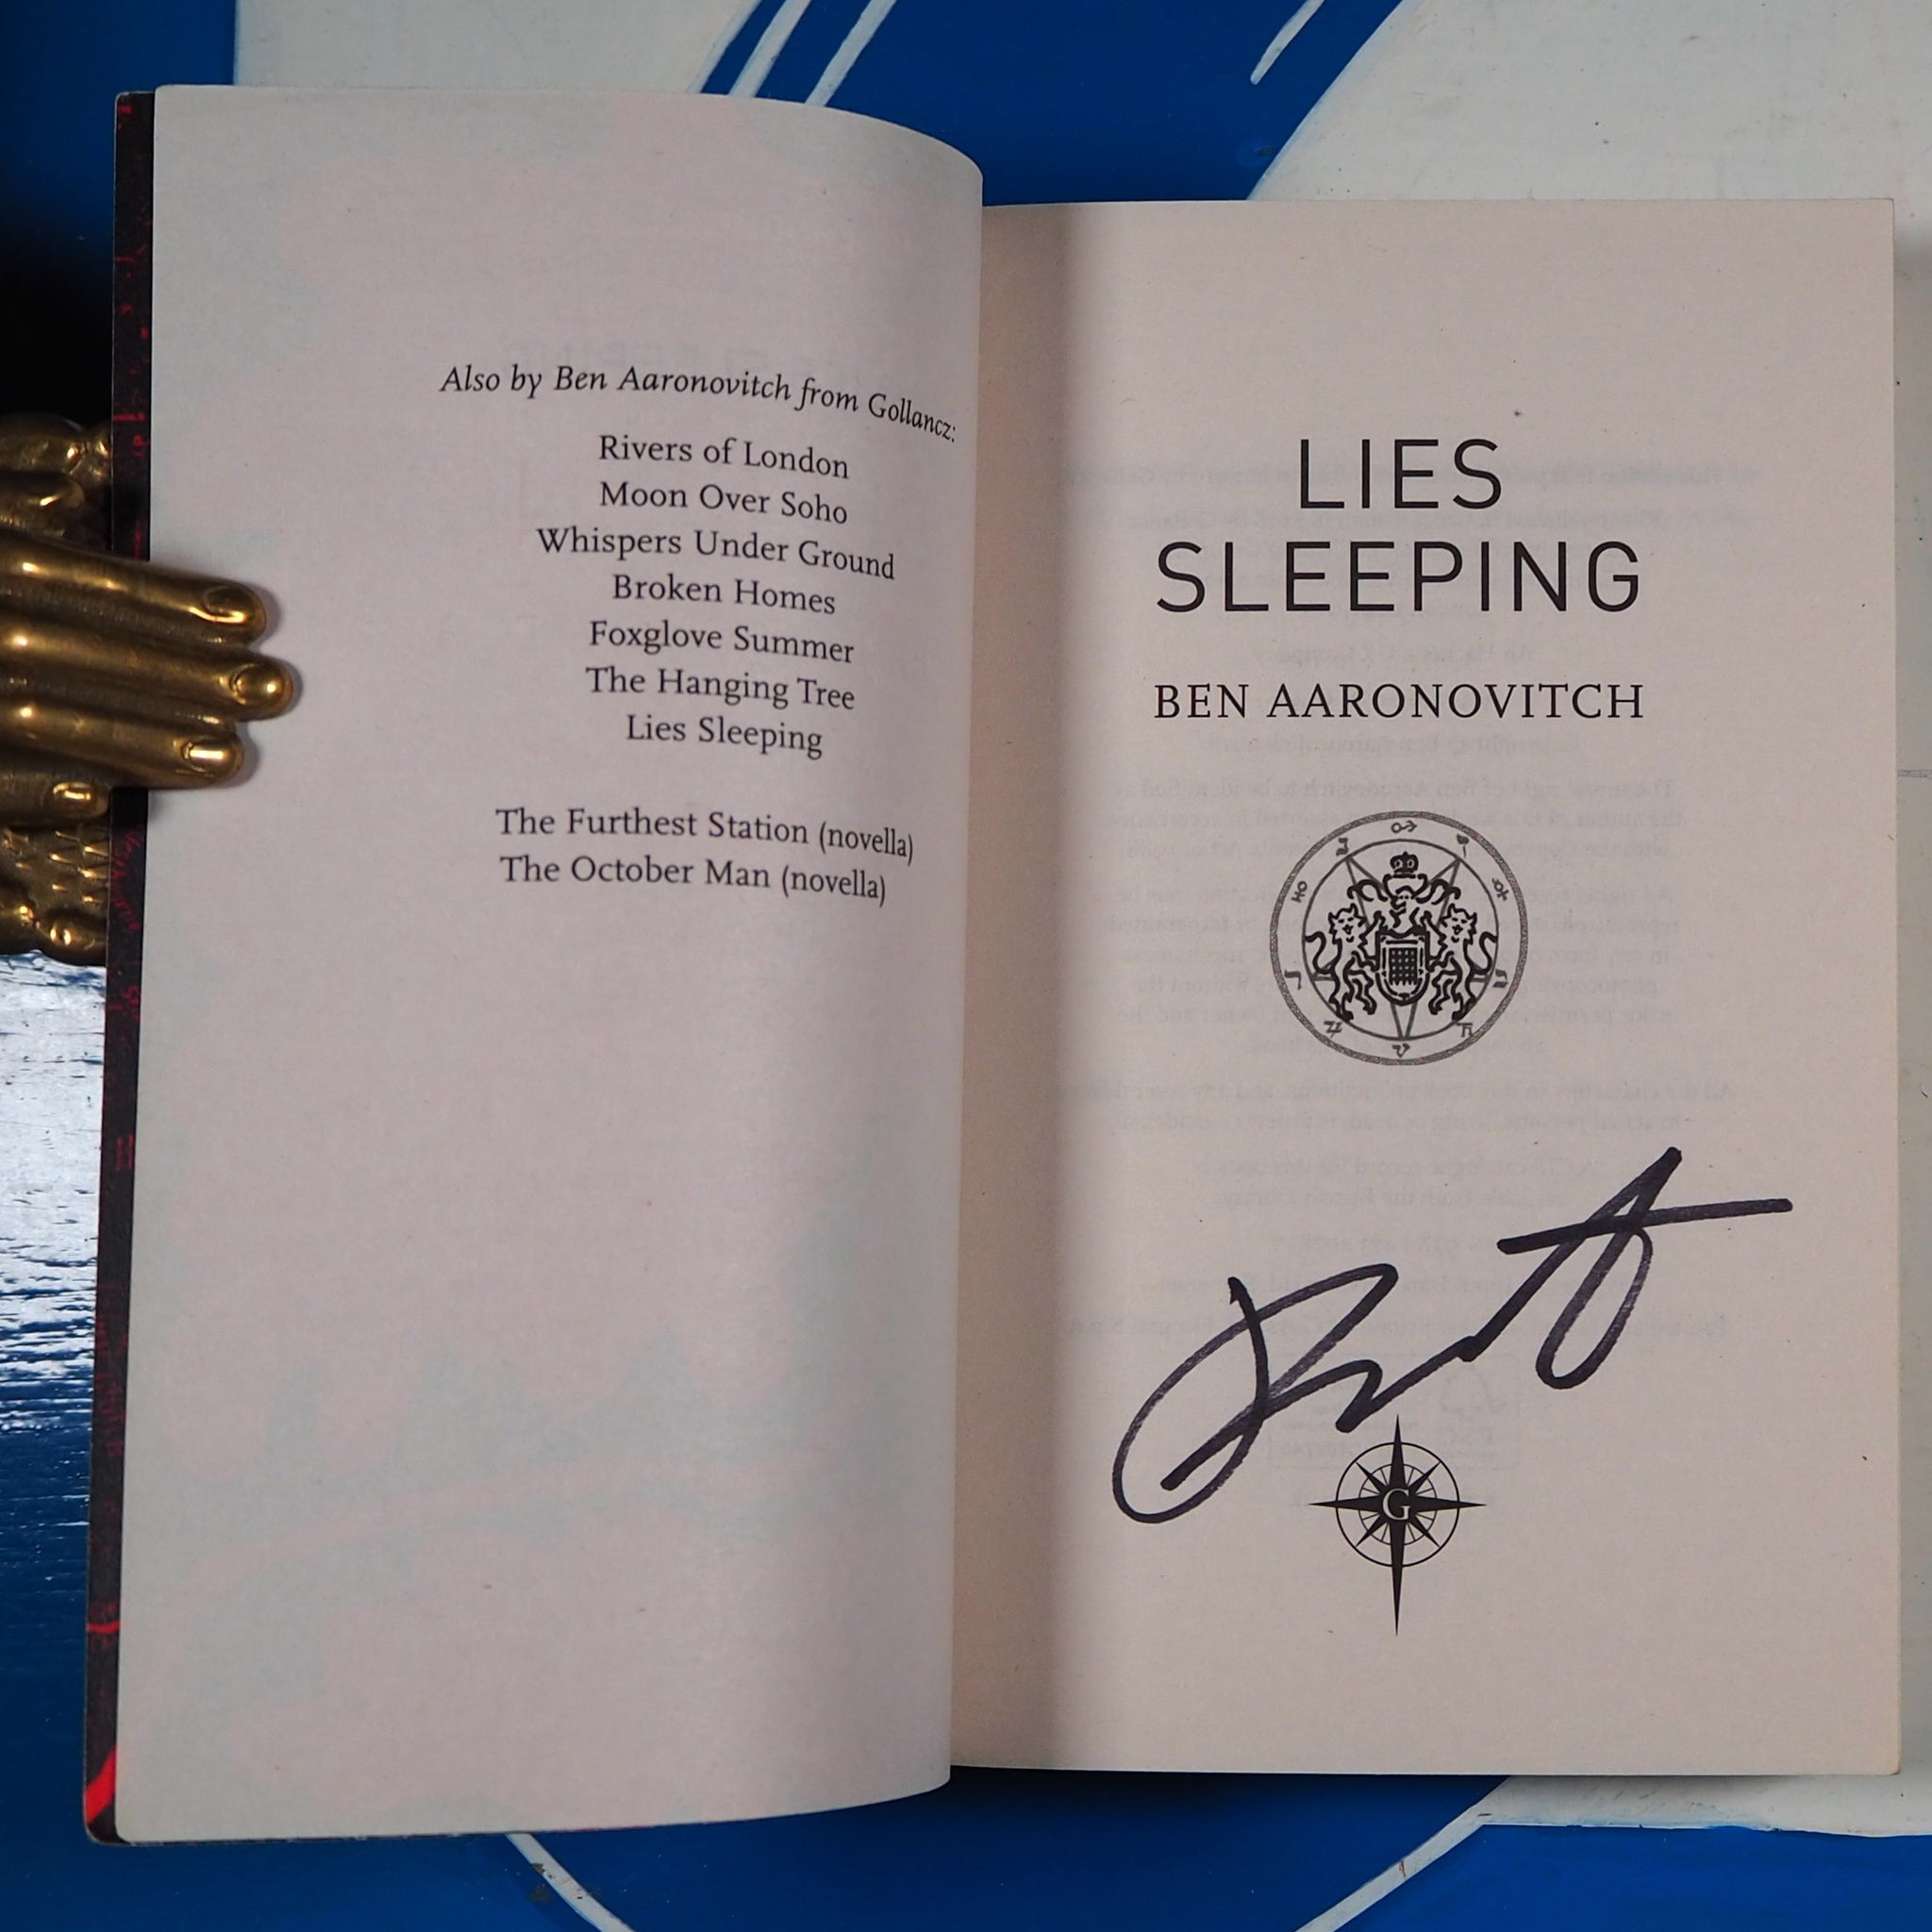 Also by Ben Aaronovitch from Gollancz:
Rivers of London
Moon Over Soho
Whispers Under Ground
Broken Homes
Foxglove Summer
The Hanging Tree
Lies Sleeping
The Furthest Station (novella)
The October Man (novella)
LIES
SLEEPING
BEN AARONOVITCH
G